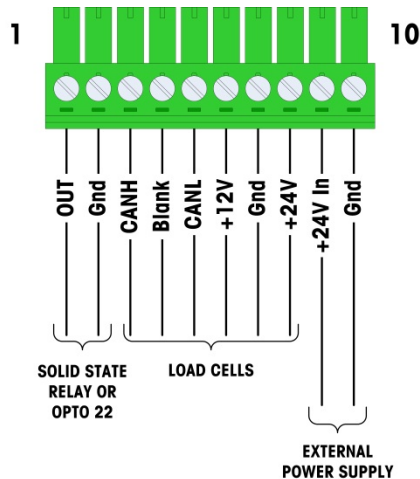 1
10
OUT
Gnd
CANH
Blank
CANL
+12V
Gnd
+24V
+24V In
Gnd
SOLID STATE
RELAY OR
OPTO 22
LOAD CELLS
EXTERNAL
POWER SUPPLY